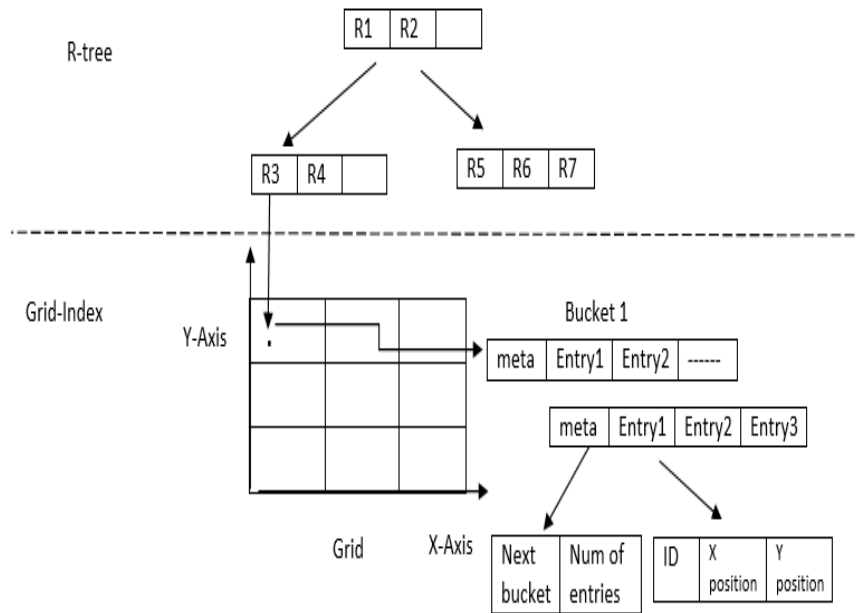 R1 R2
R-tree
R3 R4
R5 R6 R7
Grid-Index
Y-Axis
Bucket 1
meta Entry1 Entry2 ------
meta Entry1 Entry2 Entry3
Grid
X-Axis
Next bucket
Num of entries
ID
X position
Y position